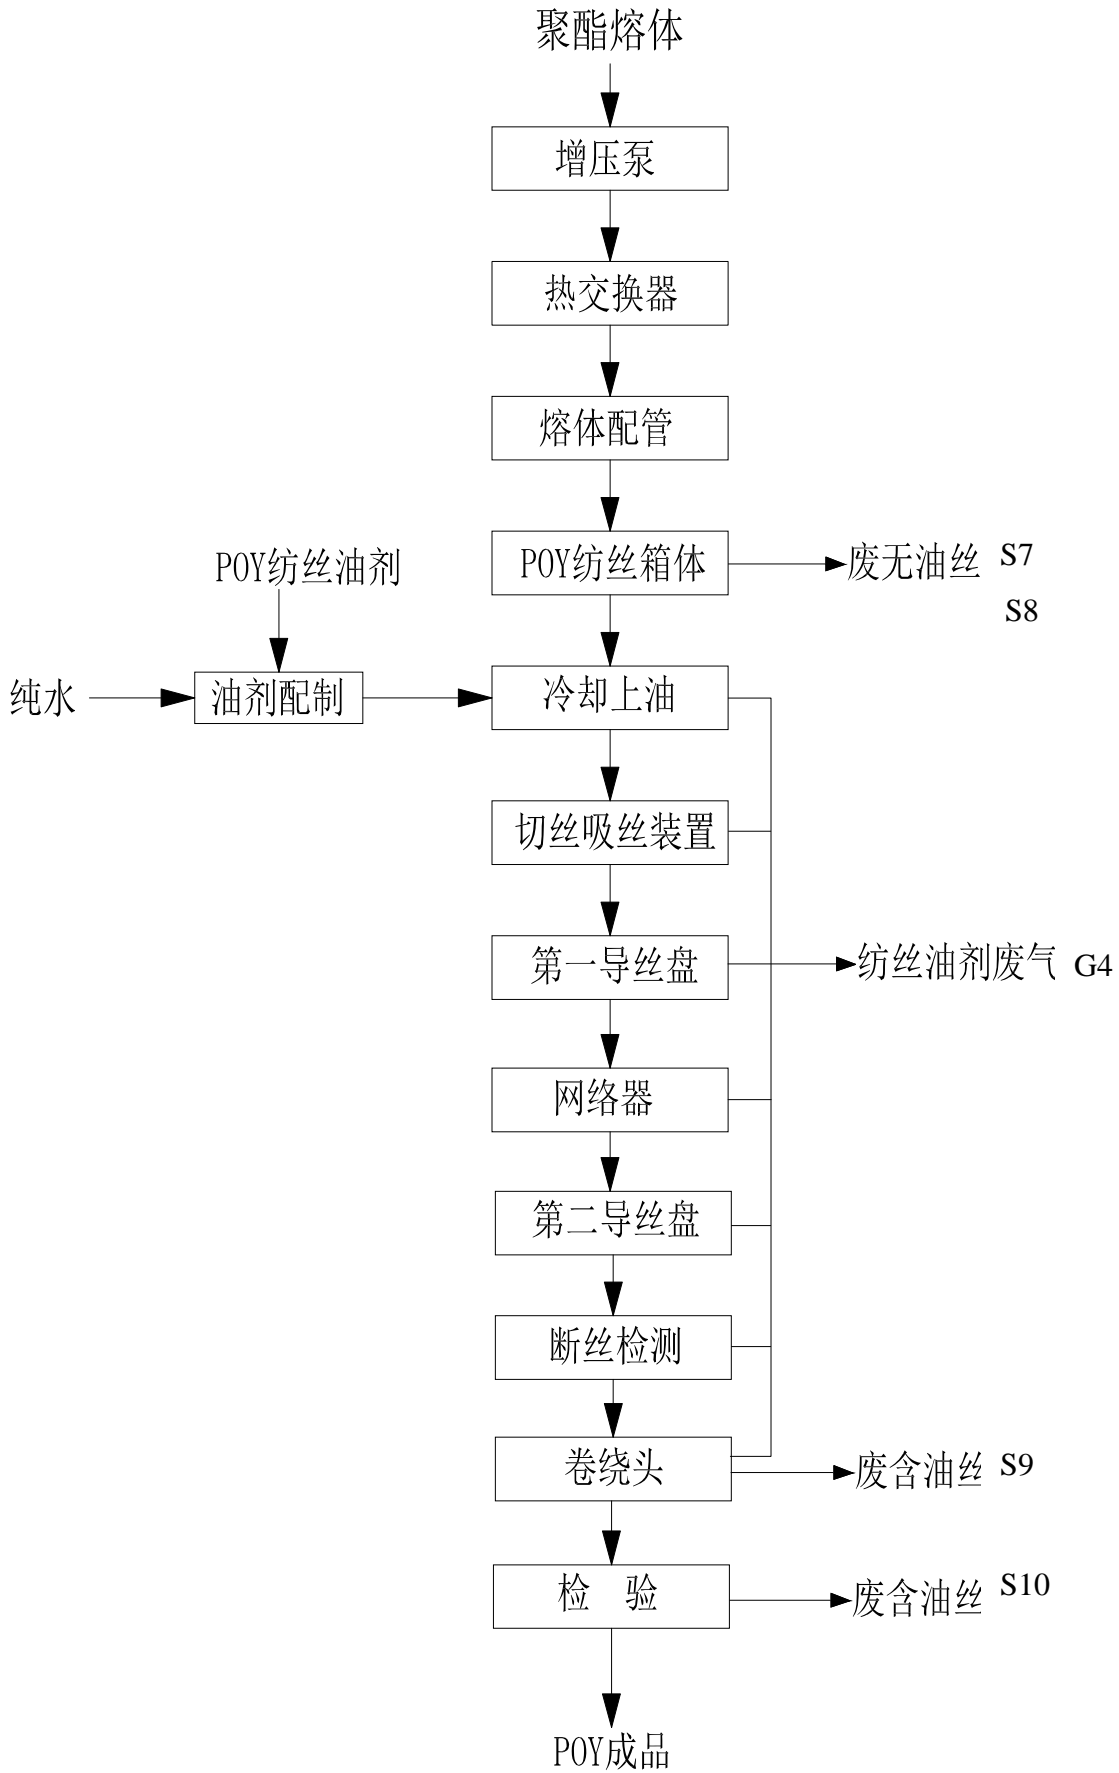 聚酯熔体
增压泵
热交换器
熔体配管
POY纺丝油剂
POY纺丝箱体
废无油丝 S7
S8
纯水
油剂配制
冷却上油
切丝吸丝装置
第一导丝盘
纺丝油剂废气 G4
网络器
第二导丝盘
断丝检测
卷绕头
废含油丝 S9
检 验
废含油丝 S10
POY成品